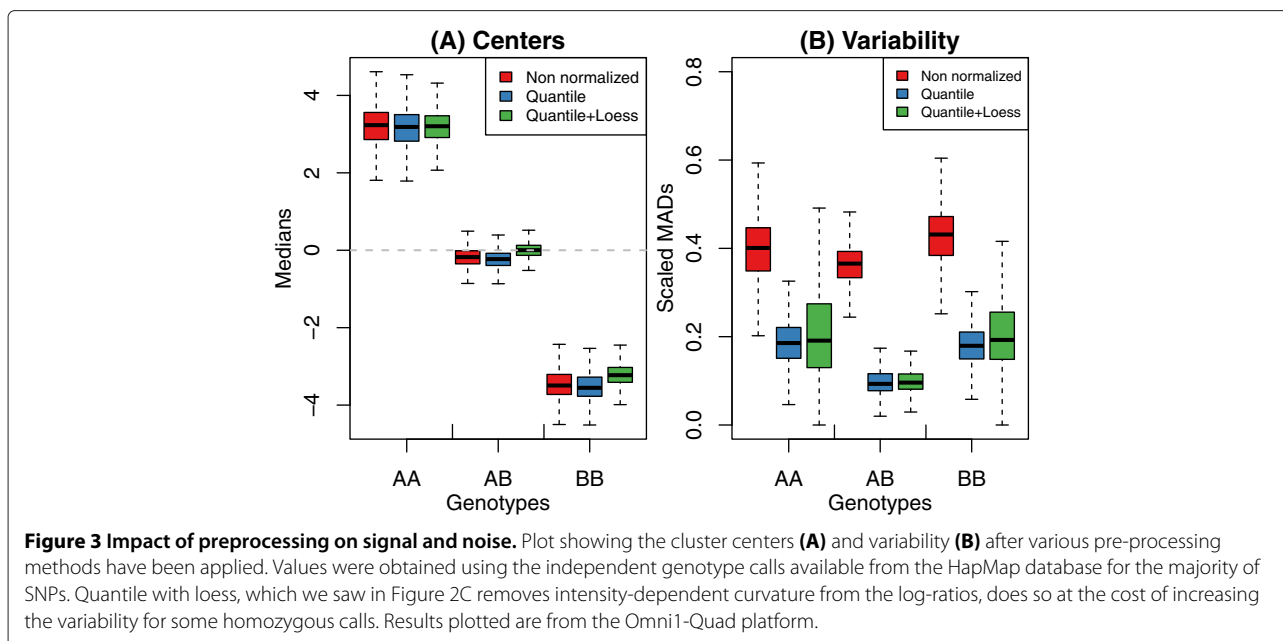 (A) Centers
Non normalized
Quantile
Quantile+Loess
Medians
4
2
0
−2
−4
AA
AB
BB
Genotypes
(B) Variability
Non normalized
Quantile
Quantile+Loess
Scaled MADs
0.8
0.6
0.4
0.2
0.0
AA
AB
BB
Genotypes
Figure 3 Impact of preprocessing on signal and noise. Plot showing the cluster centers (A) and variability (B) after various pre-processing
methods have been applied. Values were obtained using the independent genotype calls available from the HapMap database for the majority of
SNPs. Quantile with loess, which we saw in Figure 2C removes intensity-dependent curvature from the log-ratios, does so at the cost of increasing
the variability for some homozygous calls. Results plotted are from the Omni1-Quad platform.